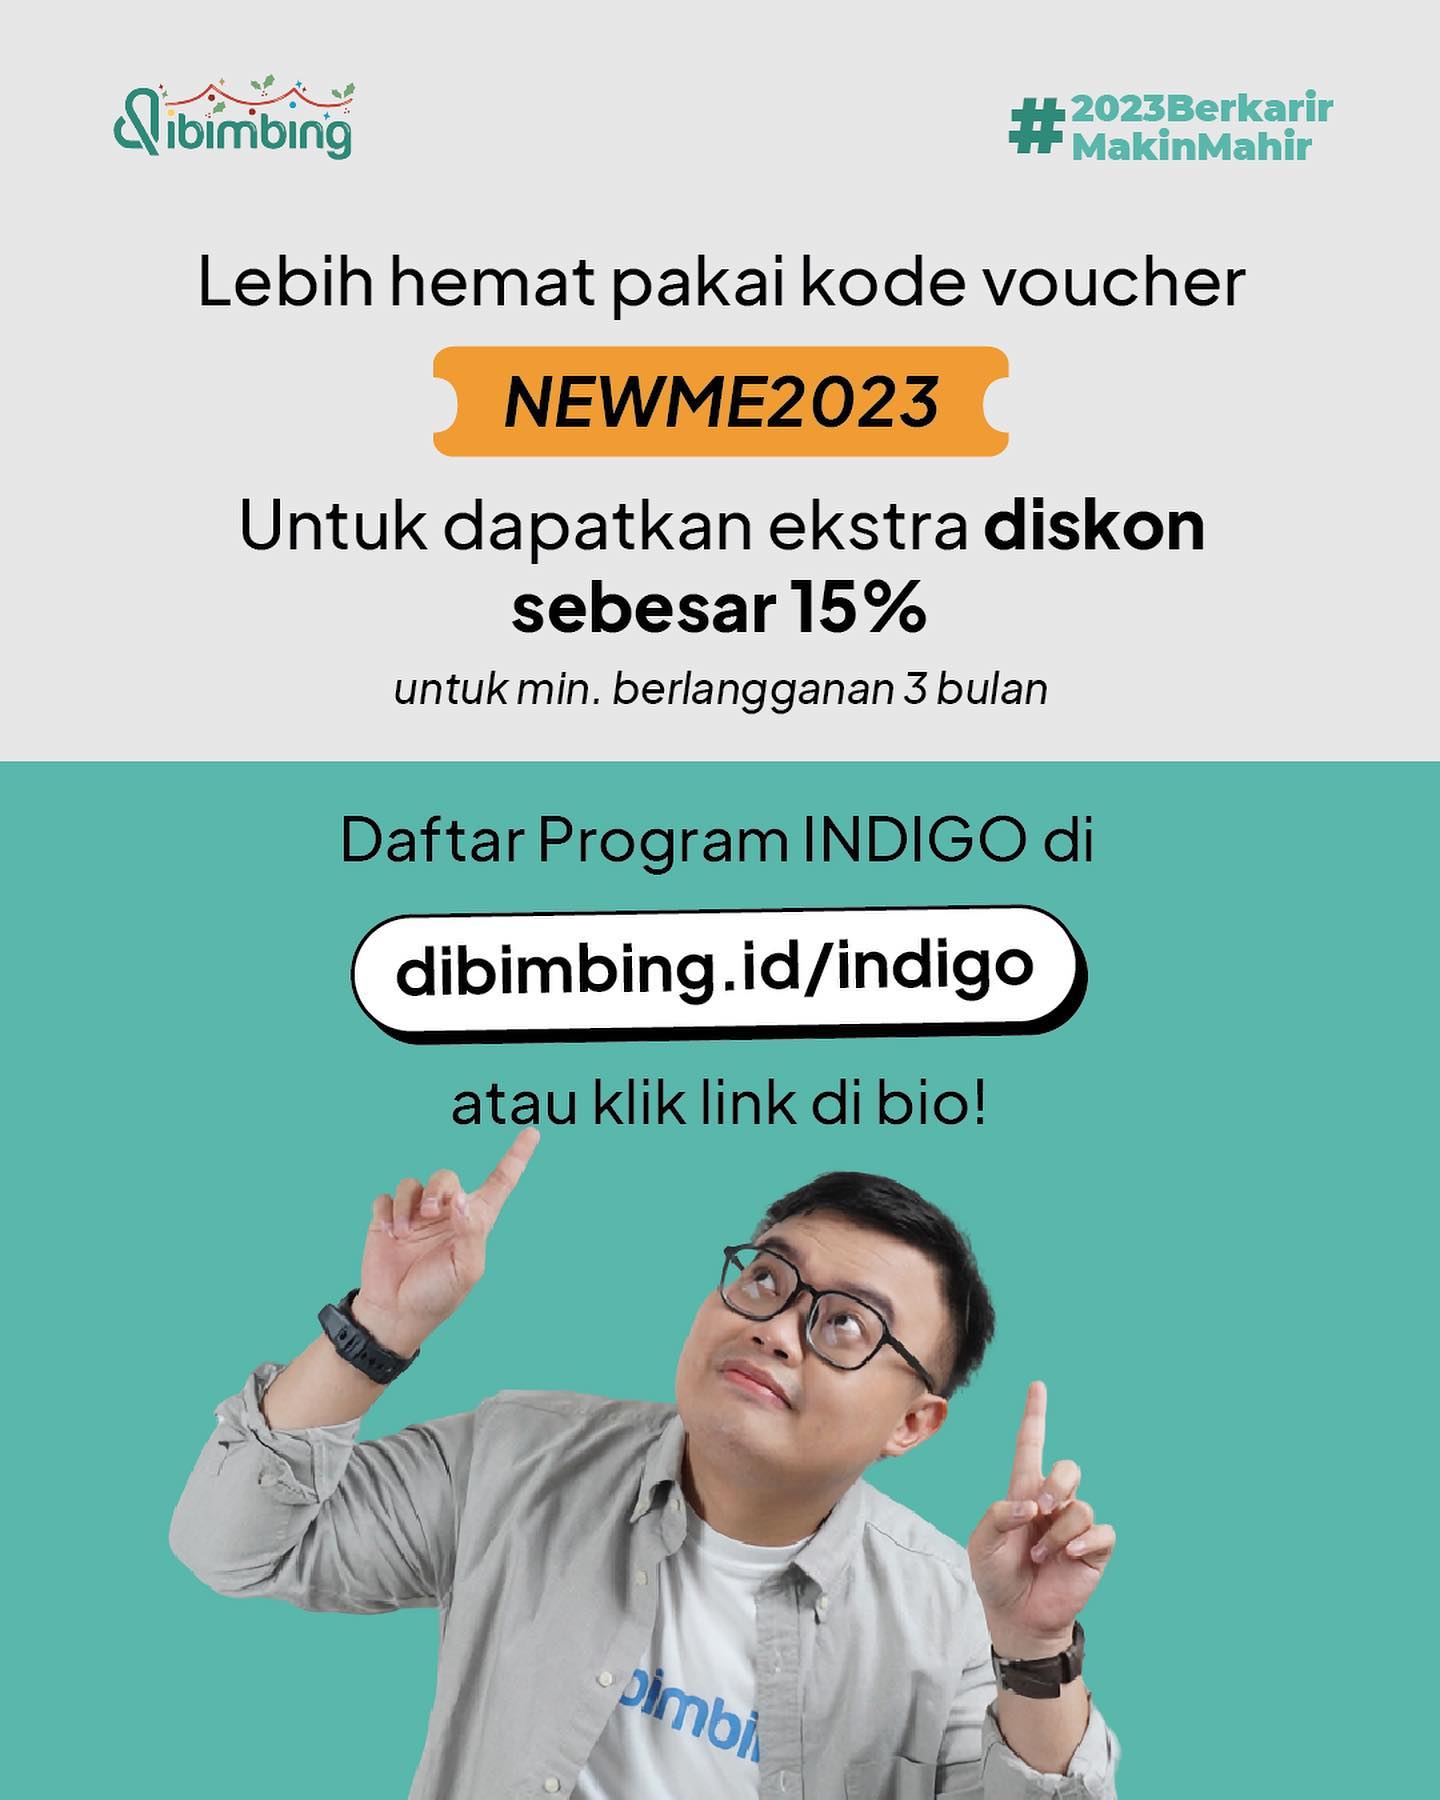 dibimbing
#2023Berkarir
MakinMahir
Lebih hemat pakai kode voucher
NEWME2023
Untuk dapatkan ekstra diskon
sebesar 15%
untuk min. berlangganan 3 bulan
Daftar Program INDIGO di
dibimbing.id/indigo
atau klik link di bio!
bimbi